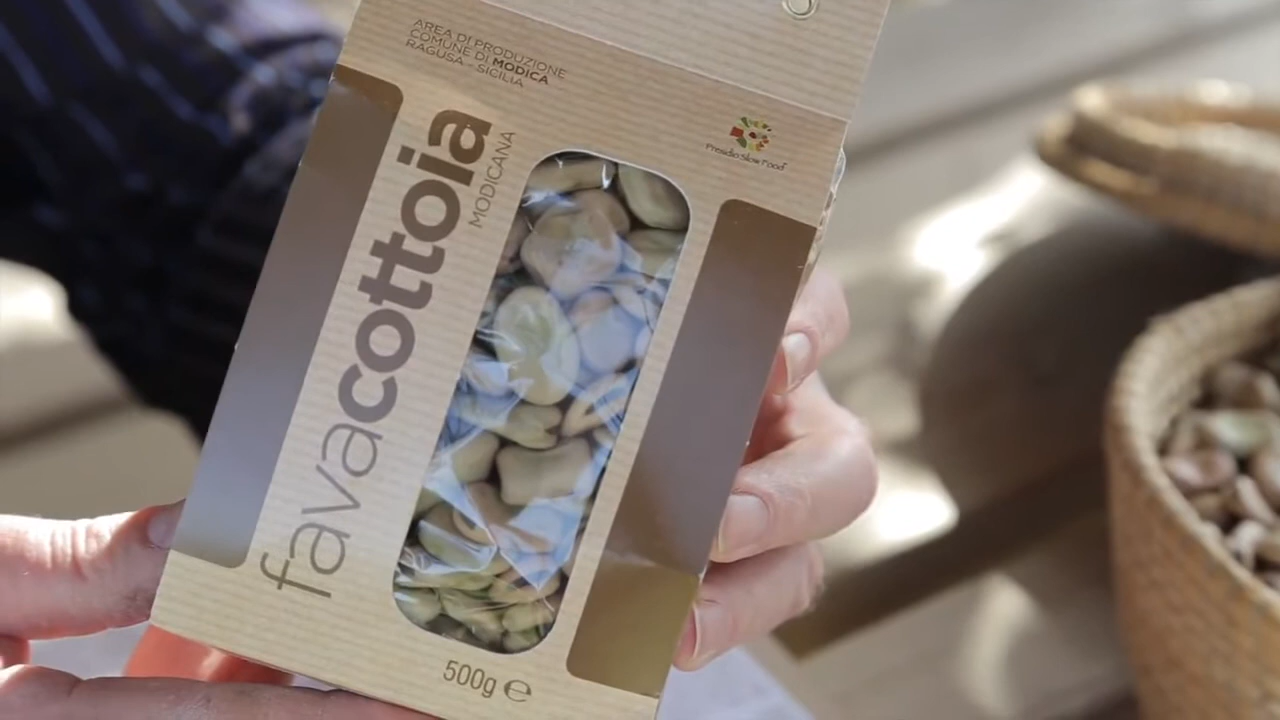 AREA DI PRODUZIONE
COMUNE DI MODICA
RAGUSA - SICILIA
favacottoia
MODICANA
Presidio Slow Food
500g ℮